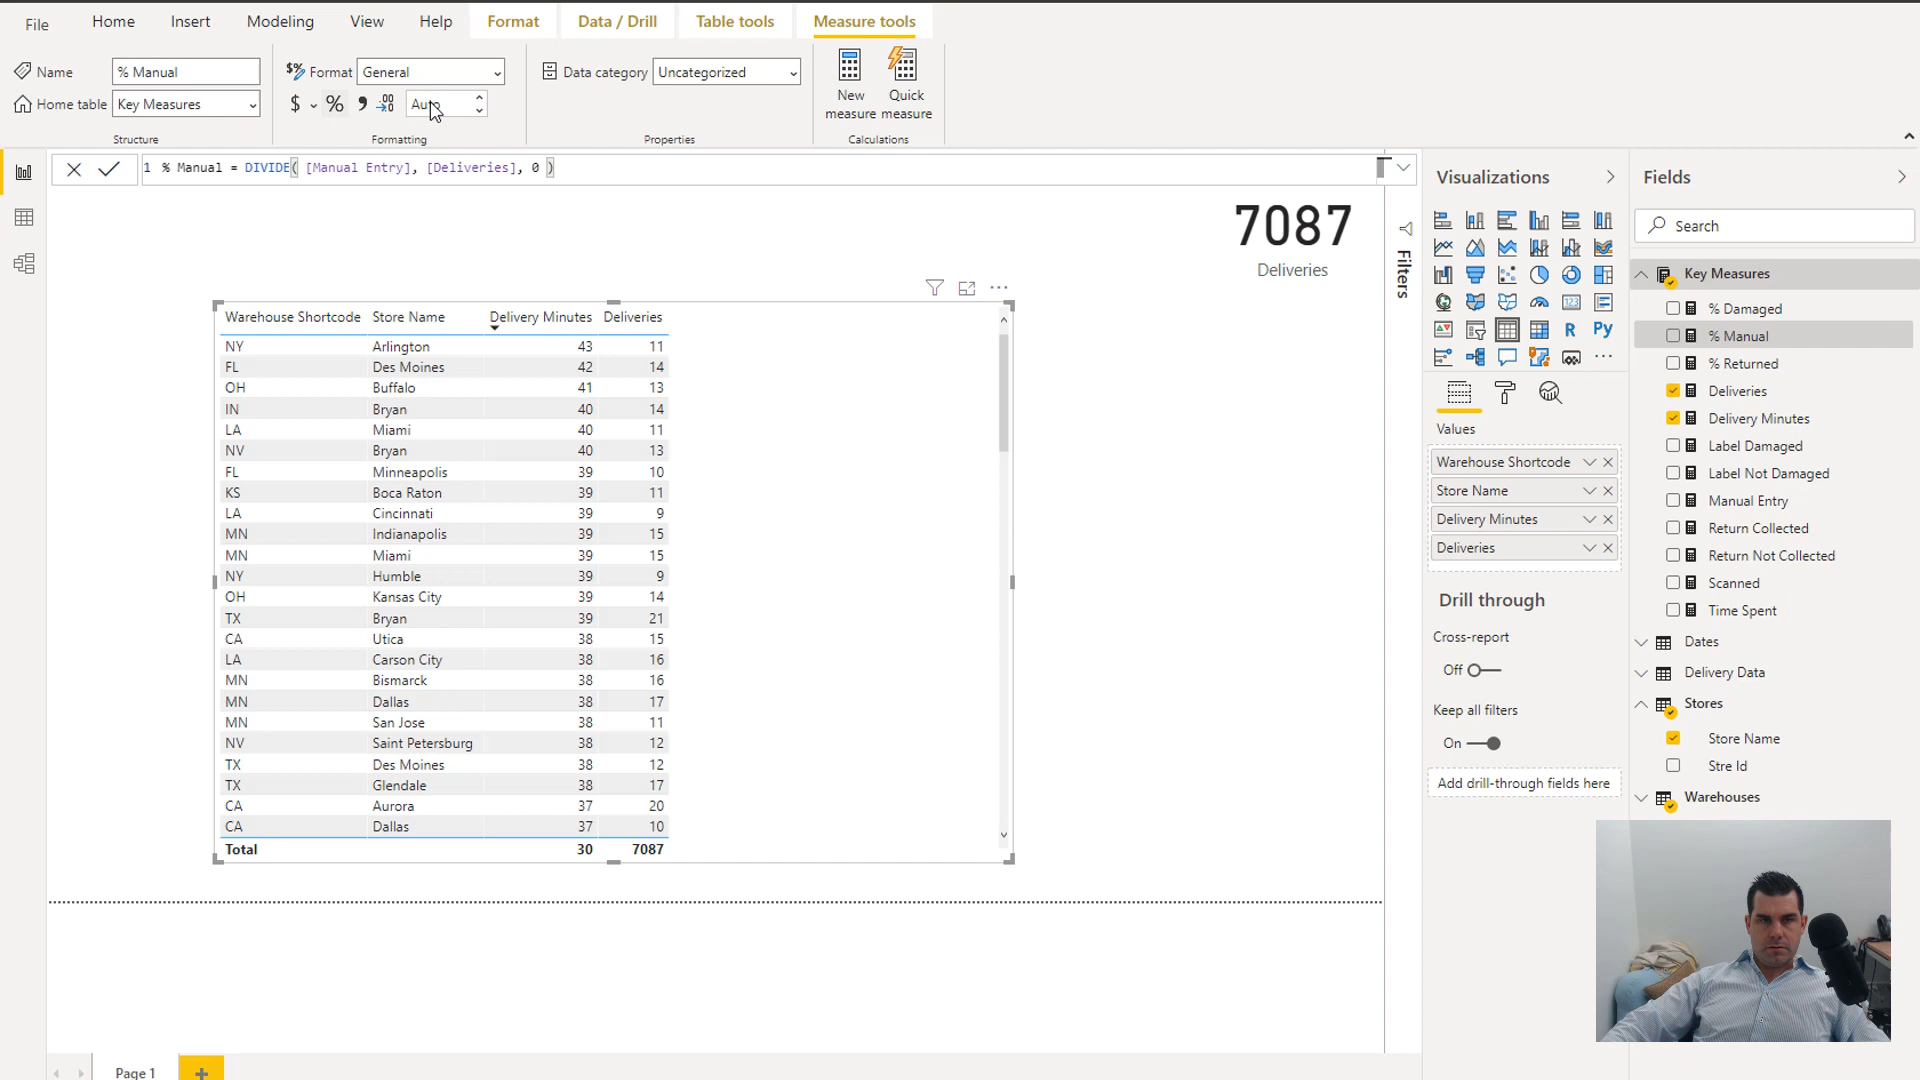 File Home Insert Modeling View Help Format Data / Drill Table tools Measure tools
Name % Manual
Home table Key Measures
Structure
Format General
$ % , Auto
Formatting
Data category Uncategorized
Properties
New measure
Quick measure
Calculations
1 % Manual = DIVIDE( [Manual Entry], [Deliveries], 0 )
7087
Deliveries
Warehouse Shortcode Store Name Delivery Minutes Deliveries
NY Arlington 43 11
FL Des Moines 42 14
OH Buffalo 41 13
IN Bryan 40 14
LA Miami 40 11
NV Bryan 40 13
FL Minneapolis 39 10
KS Boca Raton 39 11
LA Cincinnati 39 9
MN Indianapolis 39 15
MN Miami 39 15
NY Humble 39 9
OH Kansas City 39 14
TX Bryan 39 21
CA Utica 38 15
LA Carson City 38 16
MN Bismarck 38 16
MN Dallas 38 17
MN San Jose 38 11
NV Saint Petersburg 38 12
TX Des Moines 38 12
TX Glendale 38 17
CA Aurora 37 20
CA Dallas 37 10
Total 30 7087
Page 1
Filters
Visualizations
R Py
123
Values
Warehouse Shortcode
Store Name
Delivery Minutes
Deliveries
Drill through
Cross-report
Off
Keep all filters
On
Add drill-through fields here
Fields
Search
Key Measures
% Damaged
% Manual
% Returned
Deliveries
Delivery Minutes
Label Damaged
Label Not Damaged
Manual Entry
Return Collected
Return Not Collected
Scanned
Time Spent
Dates
Delivery Data
Stores
Store Name
Stre Id
Warehouses